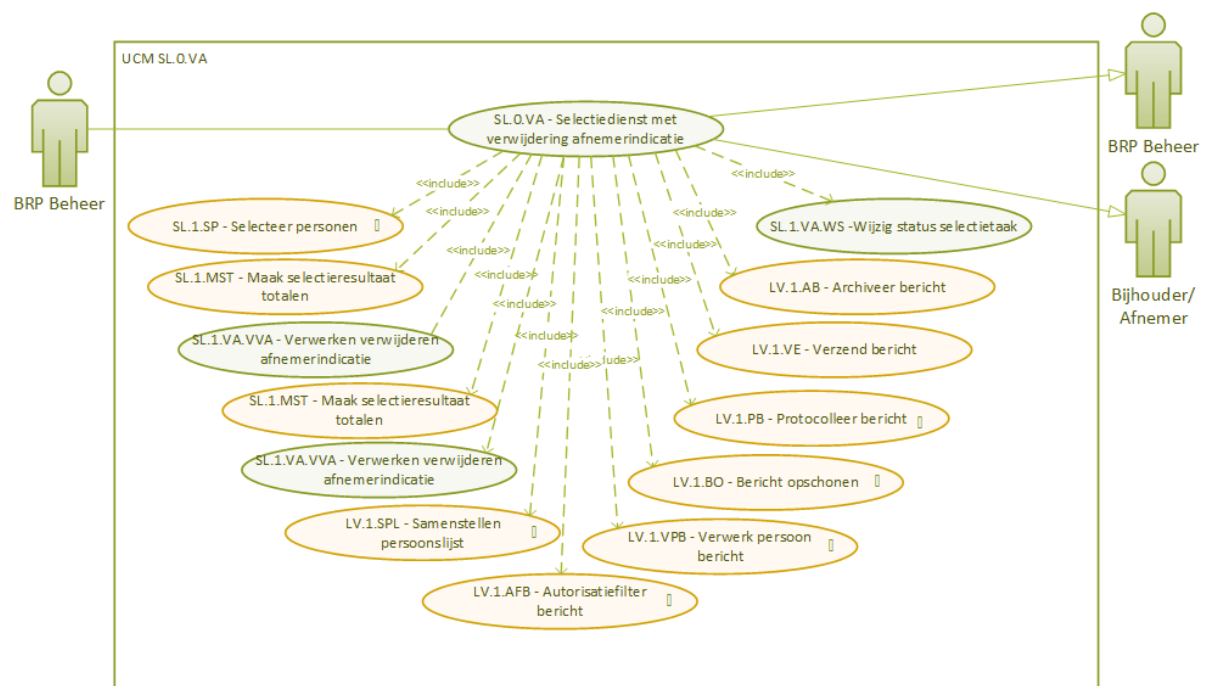 UCM SL.0.VA
BRP Beheer
SL.0.VA - Selectiedienst met
verwijdering afnemerindicatie
BRP Beheer
Bijhouder/
Afnemer
<<include>>
<<include>>
<<include>>
<<include>>
<<include>>
<<include>>
<<include>>
<<include>>
<<include>>
<<include>>
<<include>>
<<include>>
SL.1.SP - Selecteer personen
SL.1.VA.WS -Wijzig status selectietaak
SL.1.MST - Maak selectieresultaat
totalen
LV.1.AB - Archiveer bericht
SL.1.VA.VVA - Verwerken verwijderen
afnemerindicatie
LV.1.VE - Verzend bericht
SL.1.MST - Maak selectieresultaat
totalen
LV.1.PB - Protocolleer bericht
SL.1.VA.VVA - Verwerken verwijderen
afnemerindicatie
LV.1.BO - Bericht opschonen
LV.1.SPL - Samenstellen
persoonslijst
LV.1.VPB - Verwerk persoon
bericht
LV.1.AFB - Autorisatiefilter
bericht